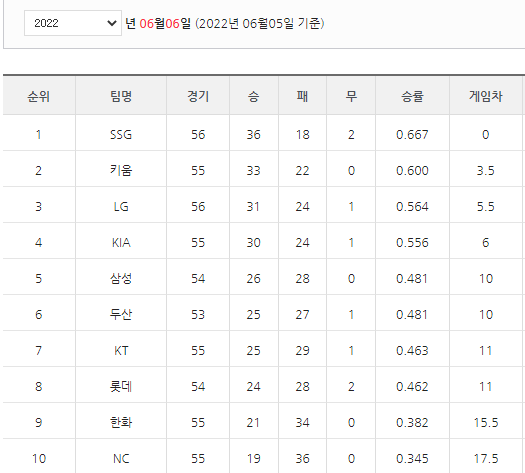 2022 년 06월06일 (2022년 06월05일 기준)
순위 팀명 경기 승 패 무 승률 게임차
1 SSG 56 36 18 2 0.667 0
2 키움 55 33 22 0 0.600 3.5
3 LG 56 31 24 1 0.564 5.5
4 KIA 55 30 24 1 0.556 6
5 삼성 54 26 28 0 0.481 10
6 두산 53 25 27 1 0.481 10
7 KT 55 25 29 1 0.463 11
8 롯데 54 24 28 2 0.462 11
9 한화 55 21 34 0 0.382 15.5
10 NC 55 19 36 0 0.345 17.5